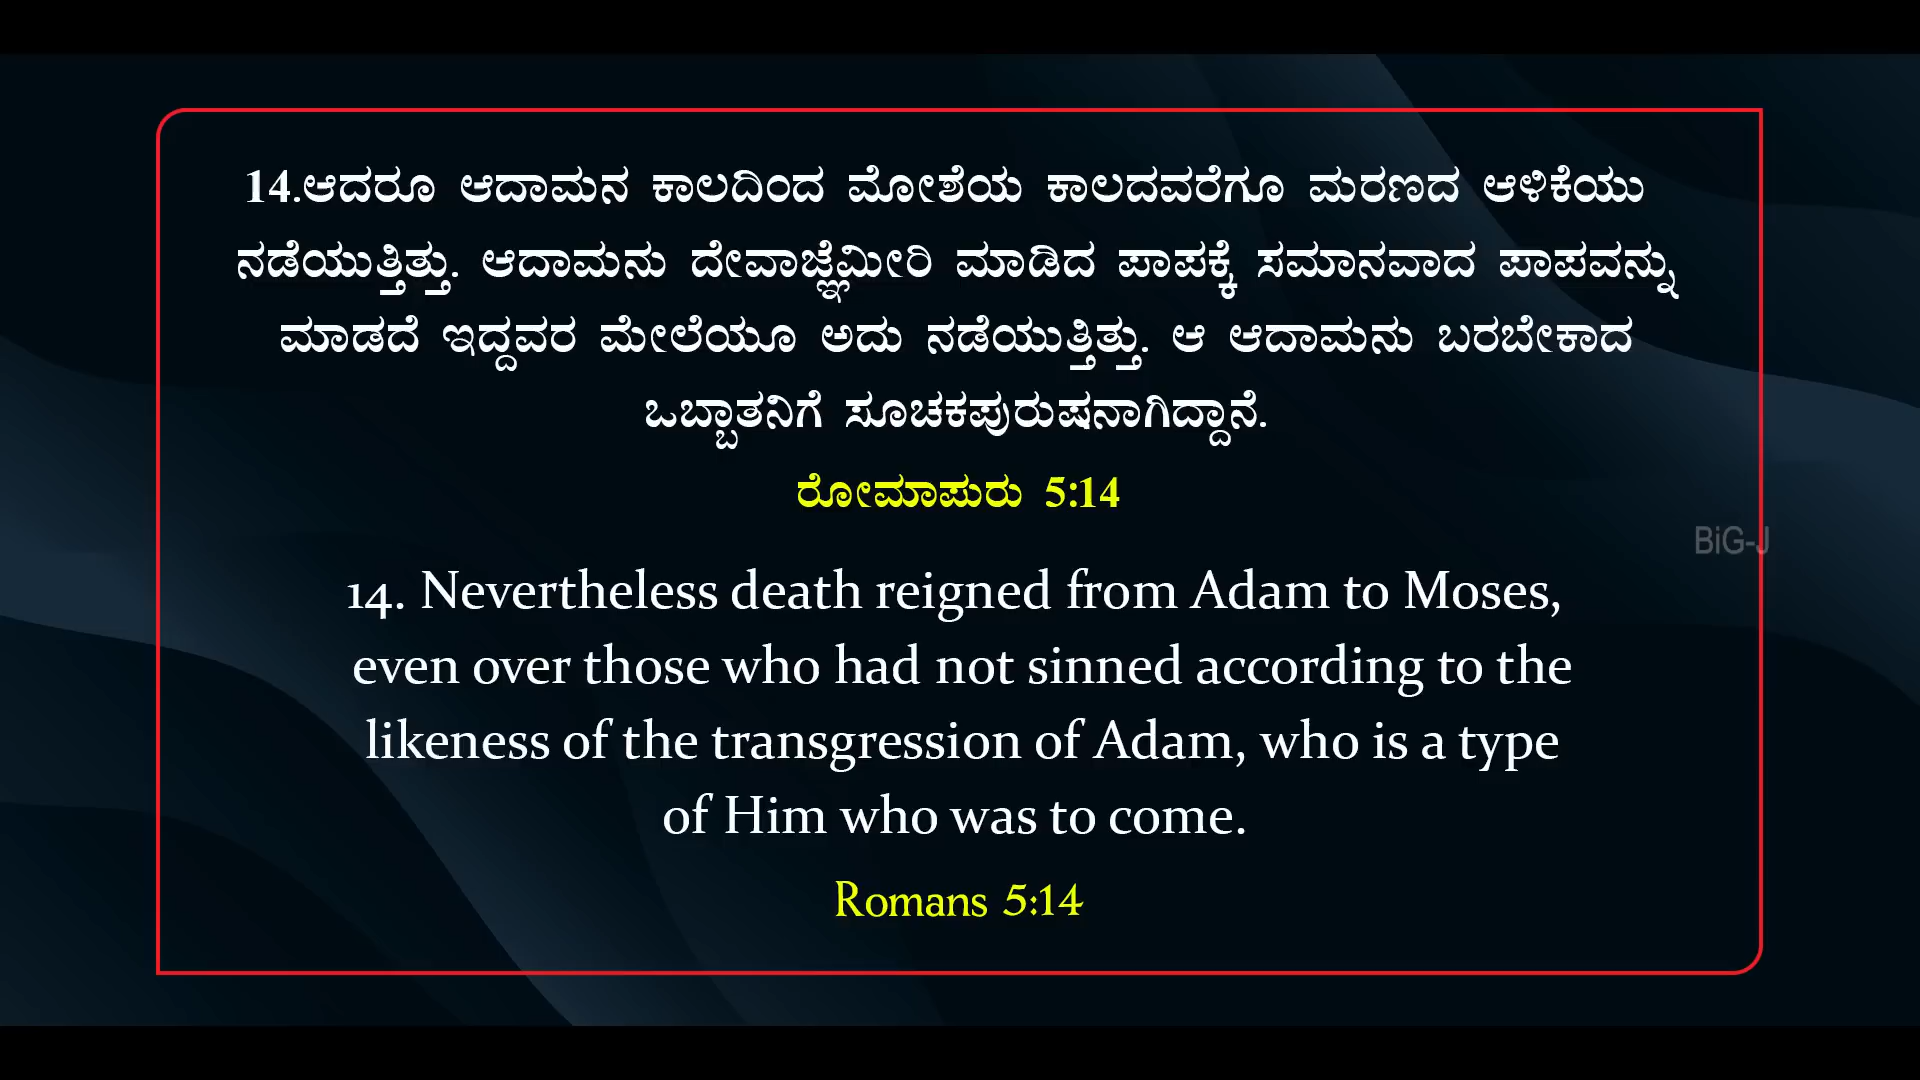 14.ಆದರೂ ಆದಾಮನ ಕಾಲದಿಂದ ಮೋಶೆಯ ಕಾಲದವರೆಗೂ ಮರಣದ ಆಳಿಕೆಯು
ನಡೆಯುತ್ತಿತ್ತು. ಆದಾಮನು ದೇವಾಜ್ಞೆಮೀರಿ ಮಾಡಿದ ಪಾಪಕ್ಕೆ ಸಮಾನವಾದ ಪಾಪವನ್ನು
ಮಾಡದೆ ಇದ್ದವರ ಮೇಲೆಯೂ ಅದು ನಡೆಯುತ್ತಿತ್ತು. ಆ ಆದಾಮನು ಬರಬೇಕಾದ
ಒಬ್ಬಾತನಿಗೆ ಸೂಚಕಪುರುಷನಾಗಿದ್ದಾನೆ.
ರೋಮಾಪುರು 5:14
BiG-J
14. Nevertheless death reigned from Adam to Moses,
even over those who had not sinned according to the
likeness of the transgression of Adam, who is a type
of Him who was to come.
Romans 5:14